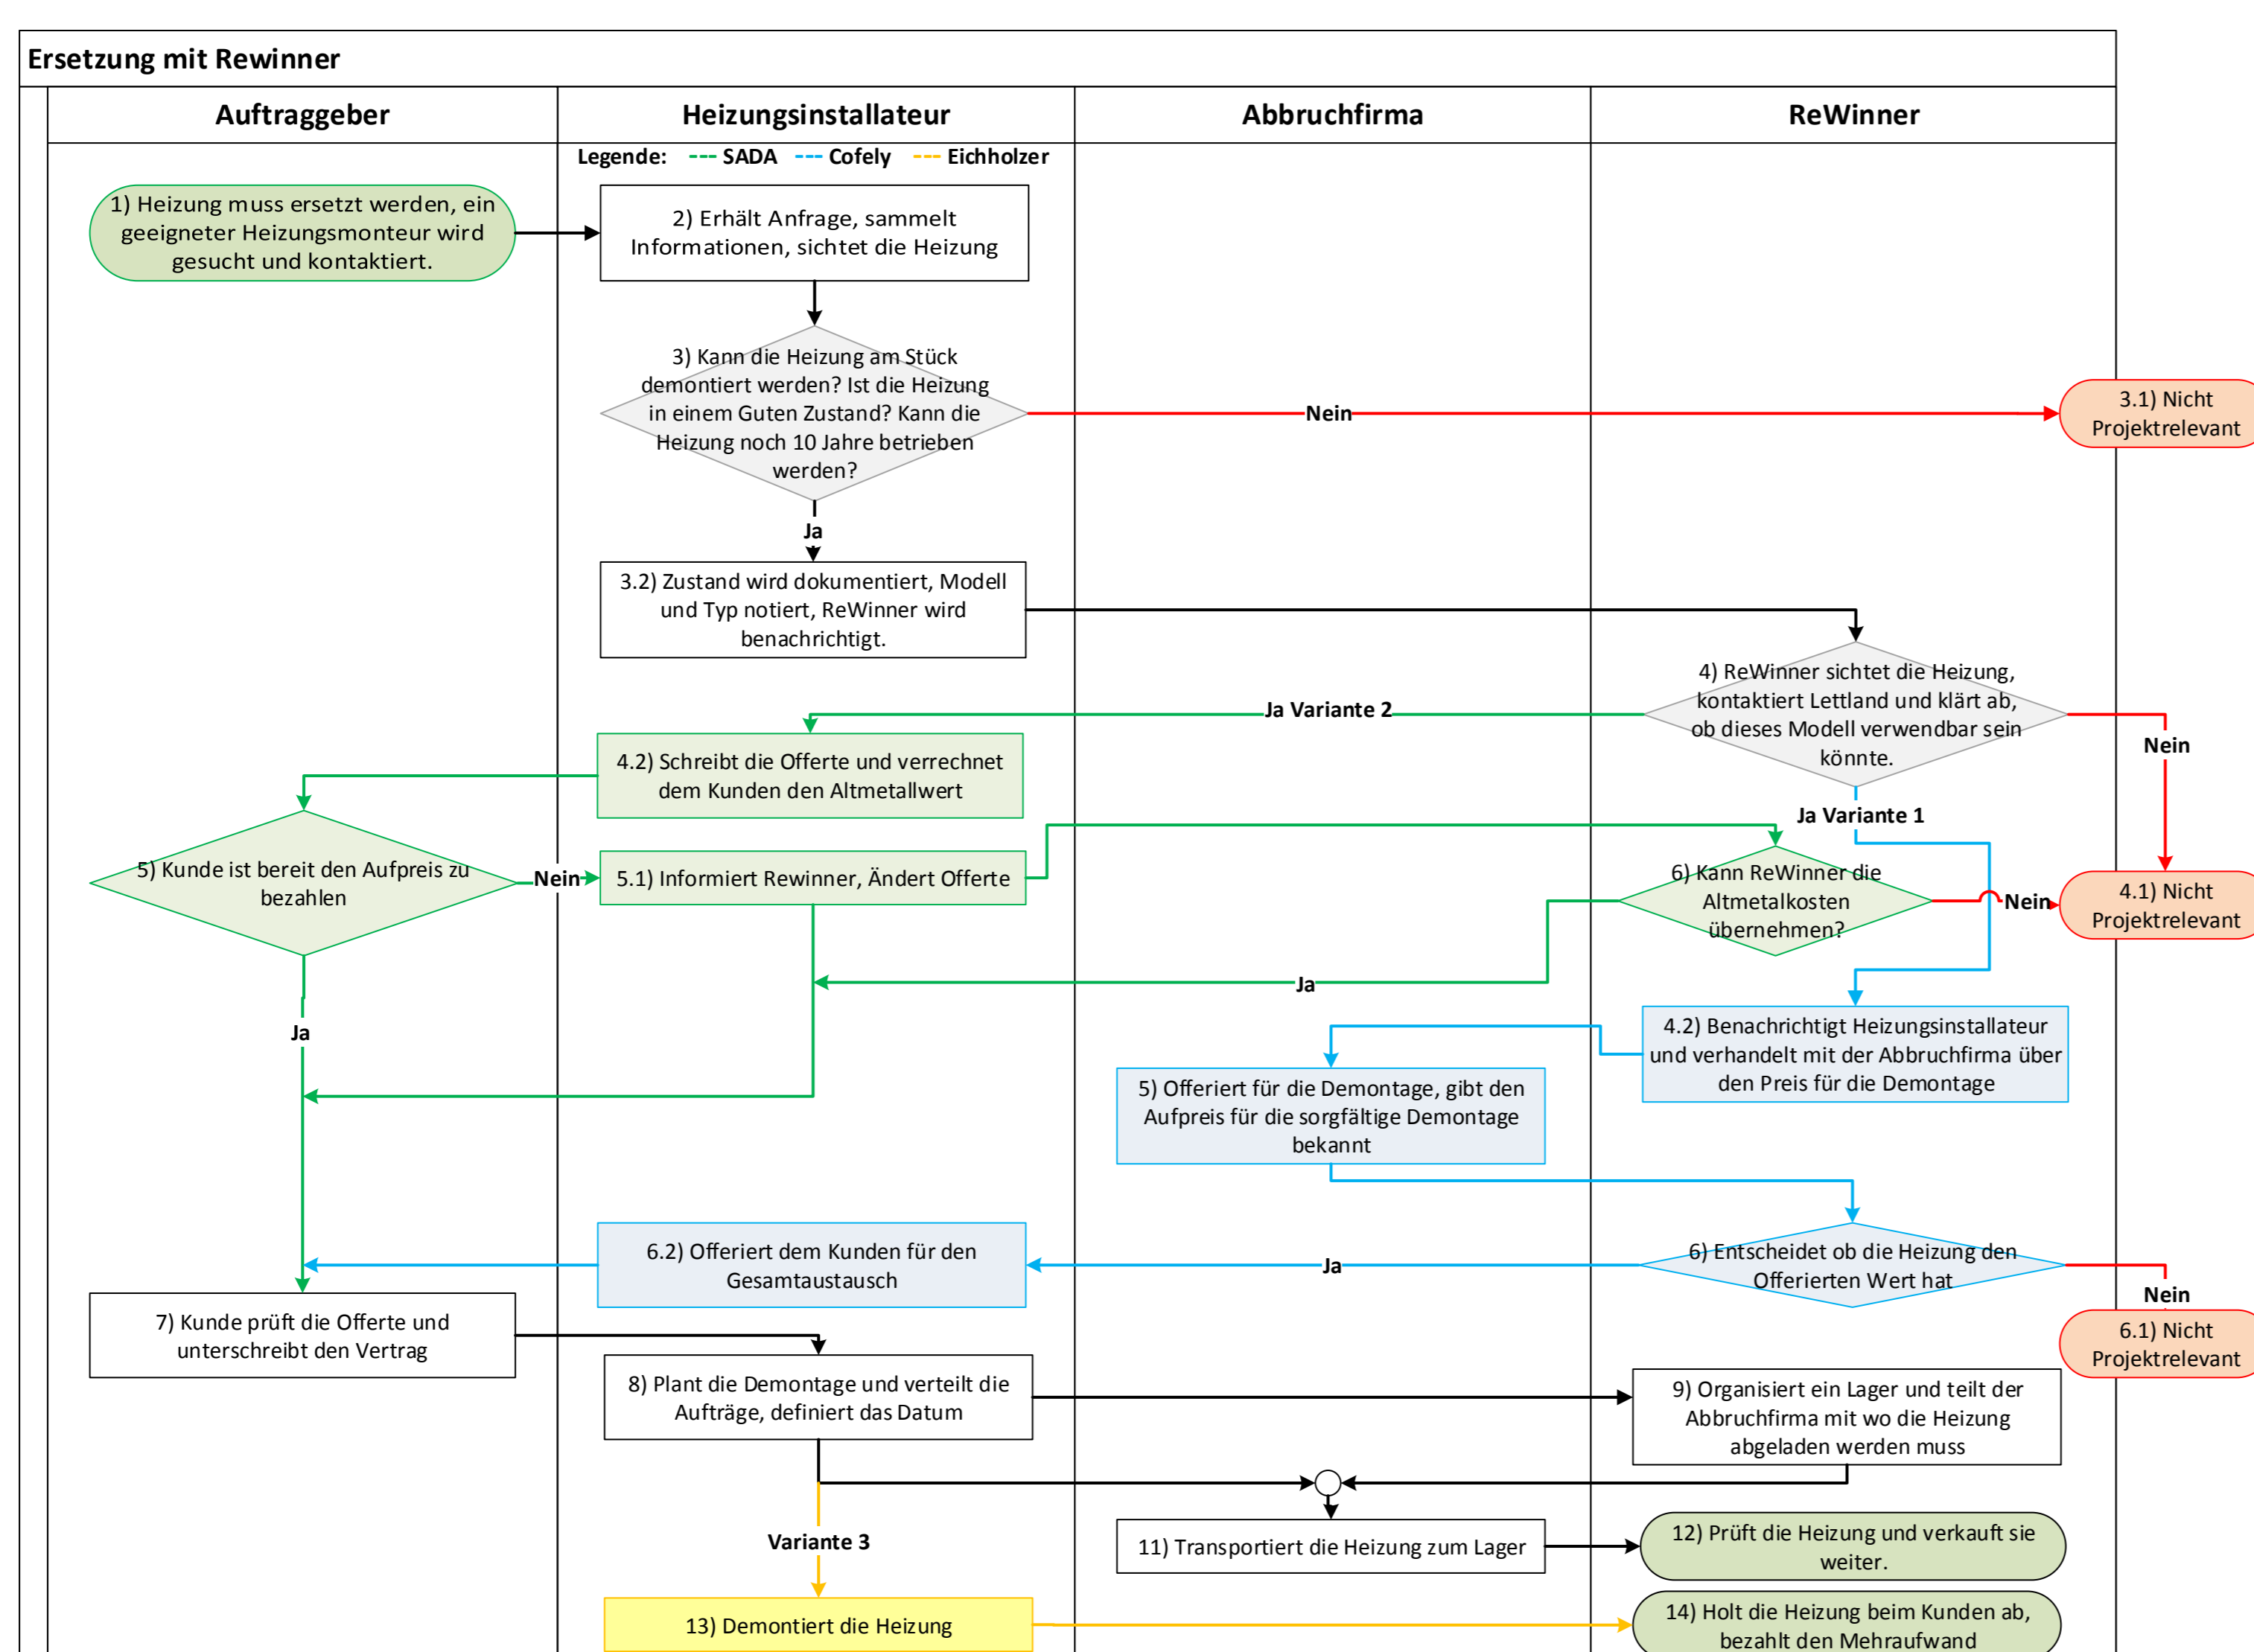 Ersetzung mit Rewinner
Auftraggeber
Heizungsinstallateur
Abbruchfirma
ReWinner
Legende: --- SADA --- Cofely --- Eichholzer
1) Heizung muss ersetzt werden, ein
geeigneter Heizungsmonteur wird
gesucht und kontaktiert.
2) Erhält Anfrage, sammelt
Informationen, sichtet die Heizung
3) Kann die Heizung am Stück
demontiert werden? Ist die Heizung
in einem Guten Zustand? Kann die
Heizung noch 10 Jahre betrieben
werden?
Nein
3.1) Nicht
Projektrelevant
Ja
3.2) Zustand wird dokumentiert, Modell
und Typ notiert, ReWinner wird
benachrichtigt.
4) ReWinner sichtet die Heizung,
kontaktiert Lettland und klärt ab,
ob dieses Modell verwendbar sein
könnte.
Ja Variante 2
Nein
4.2) Schreibt die Offerte und verrechnet
dem Kunden den Altmetallwert
Ja Variante 1
5) Kunde ist bereit den Aufpreis zu
bezahlen
Nein
5.1) Informiert Rewinner, Ändert Offerte
6) Kann ReWinner die
Altmetalkosten
übernehmen?
Nein
4.1) Nicht
Projektrelevant
Ja
Ja
4.2) Benachrichtigt Heizungsinstallateur
und verhandelt mit der Abbruchfirma über
den Preis für die Demontage
5) Offeriert für die Demontage, gibt den
Aufpreis für die sorgfältige Demontage
bekannt
6.2) Offeriert dem Kunden für den
Gesamtaustausch
Ja
6) Entscheidet ob die Heizung den
Offerierten Wert hat
Nein
6.1) Nicht
Projektrelevant
7) Kunde prüft die Offerte und
unterschreibt den Vertrag
8) Plant die Demontage und verteilt die
Aufträge, definiert das Datum
9) Organisiert ein Lager und teilt der
Abbruchfirma mit wo die Heizung
abgeladen werden muss
Variante 3
11) Transportiert die Heizung zum Lager
12) Prüft die Heizung und verkauft sie
weiter.
13) Demontiert die Heizung
14) Holt die Heizung beim Kunden ab,
bezahlt den Mehraufwand